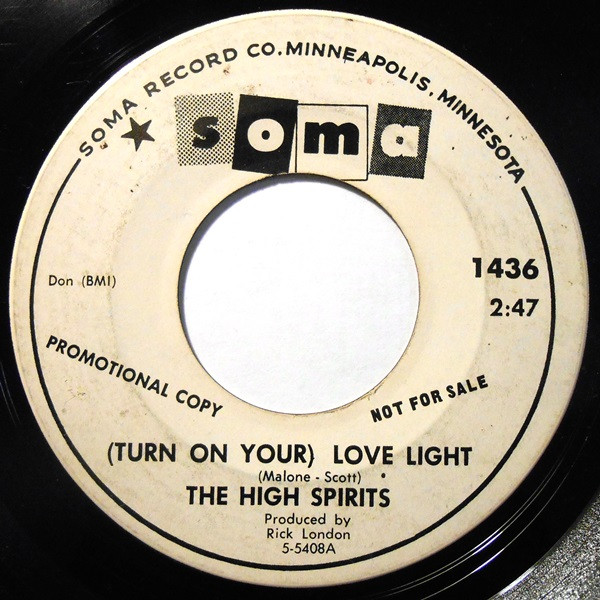 SOMA RECORD CO. MINNEAPOLIS, MINNESOTA
soma
1436
2:47
Don (BMI)
PROMOTIONAL COPY
NOT FOR SALE
(TURN ON YOUR) LOVE LIGHT
(Malone - Scott)
THE HIGH SPIRITS
Produced by
Rick London
5-5408A